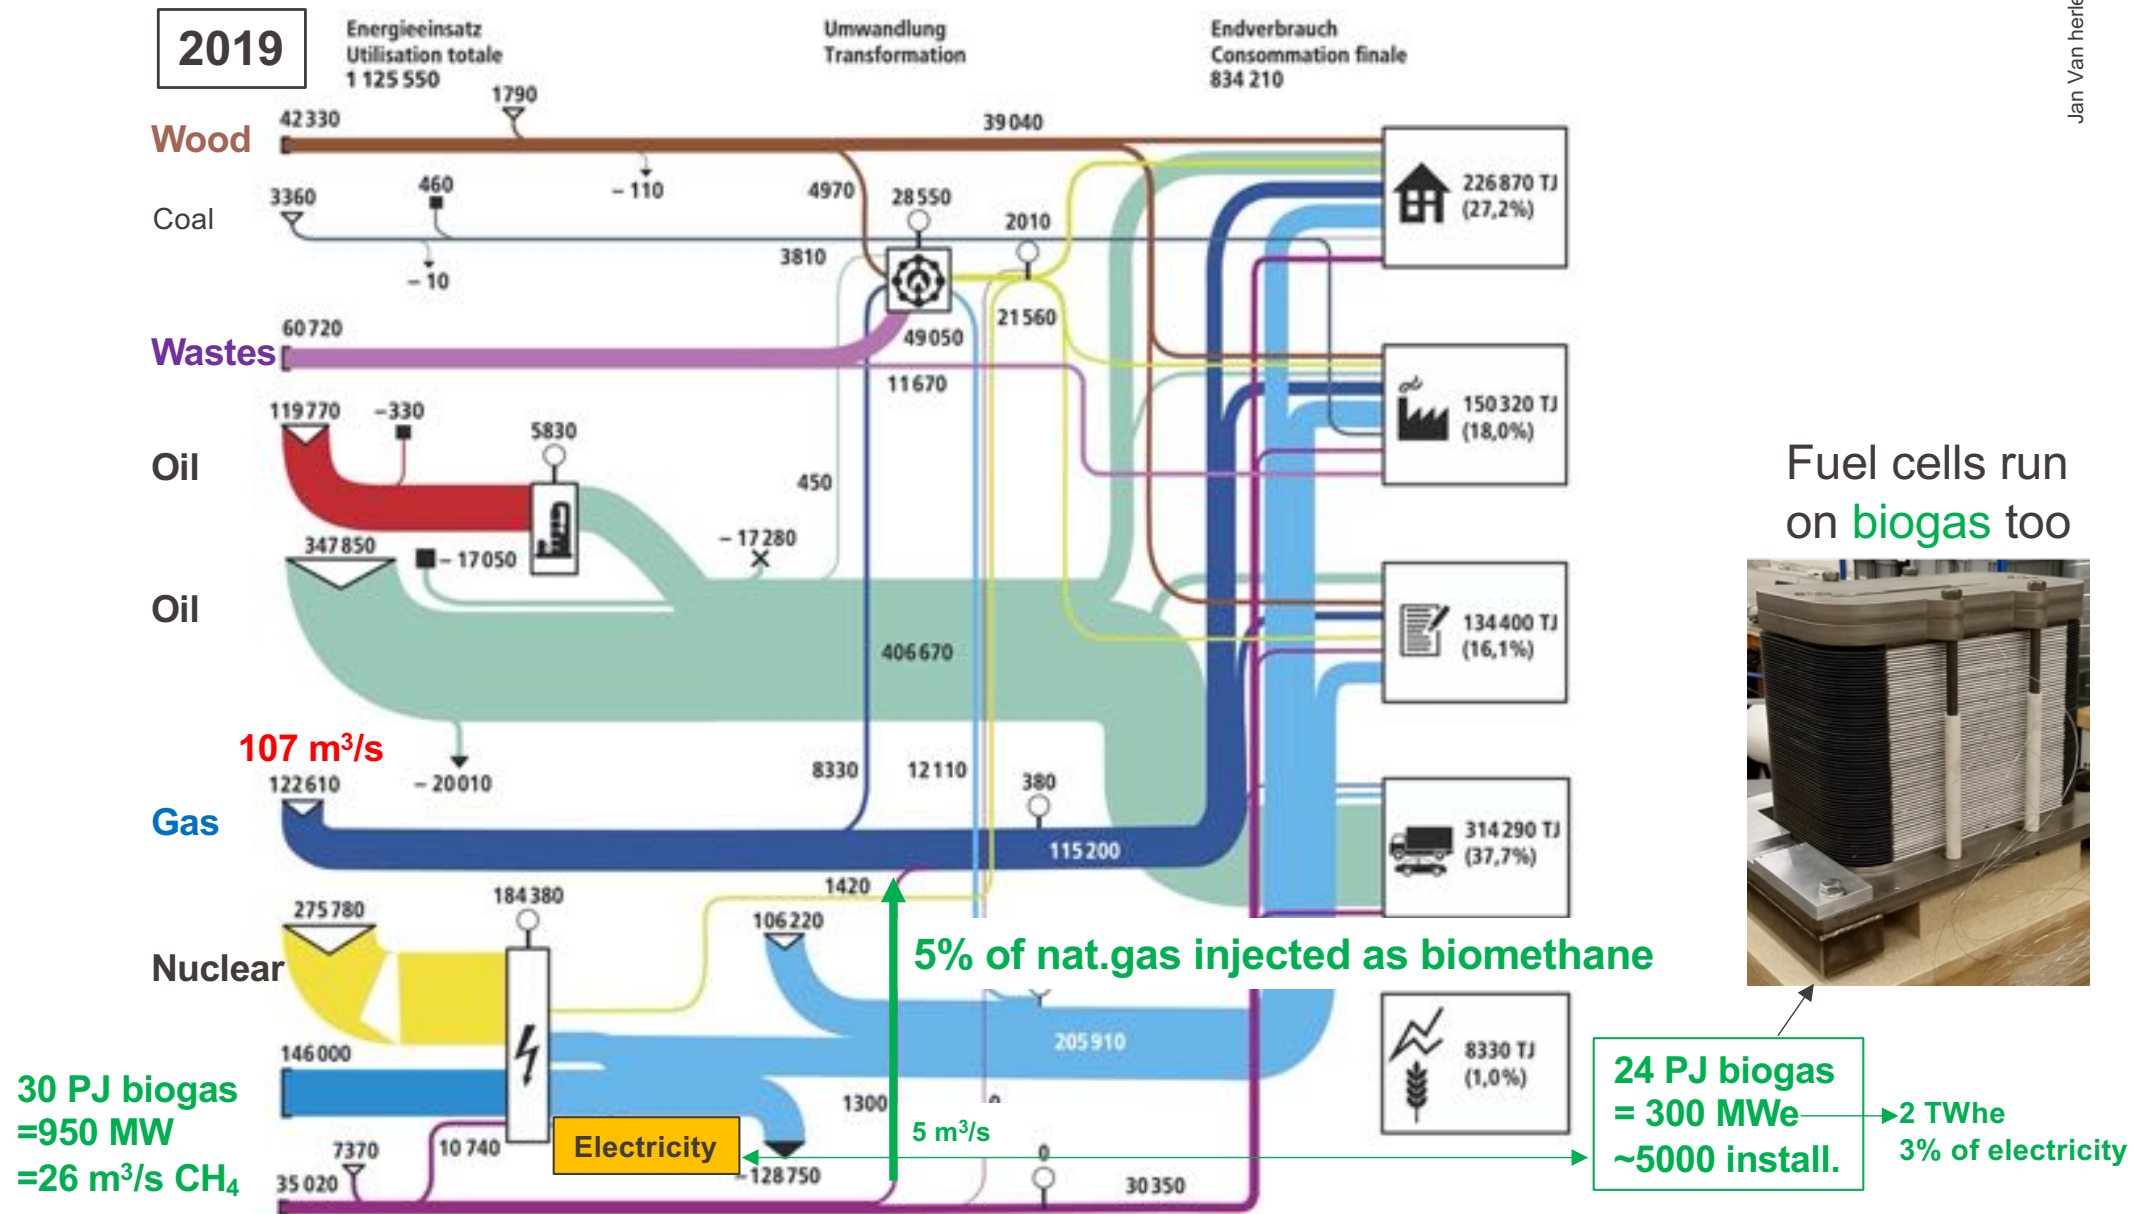 2019
Energieeinsatz
Utilisation totale
1 125 550
Umwandlung
Transformation
Endverbrauch
Consommation finale
834 210
Jan Van herle
Wood
42 330
1790
39 040
– 110
4970
28 550
2010
Coal
3360
460
– 10
3810
226 870 TJ
(27,2%)
Wastes
60 720
49 050
21 560
11 670
Oil
119 770
–330
5830
450
150 320 TJ
(18,0%)
Oil
347 850
– 17 050
– 17 280
406 670
– 20 010
134 400 TJ
(16,1%)
Fuel cells run
on biogas too
107 m³/s
Gas
122 610
8330
12 110
380
115 200
314 290 TJ
(37,7%)
Nuclear
275 780
184 380
1420
106 220
5% of nat.gas injected as biomethane
205 910
146 000
30 PJ biogas
=950 MW
=26 m³/s CH₄
7370
10 740
35 020
Electricity
–128 750
1300
0
5 m³/s
0
30 350
8330 TJ
(1,0%)
24 PJ biogas
= 300 MWe
~5000 install.
2 TWhe
3% of electricity